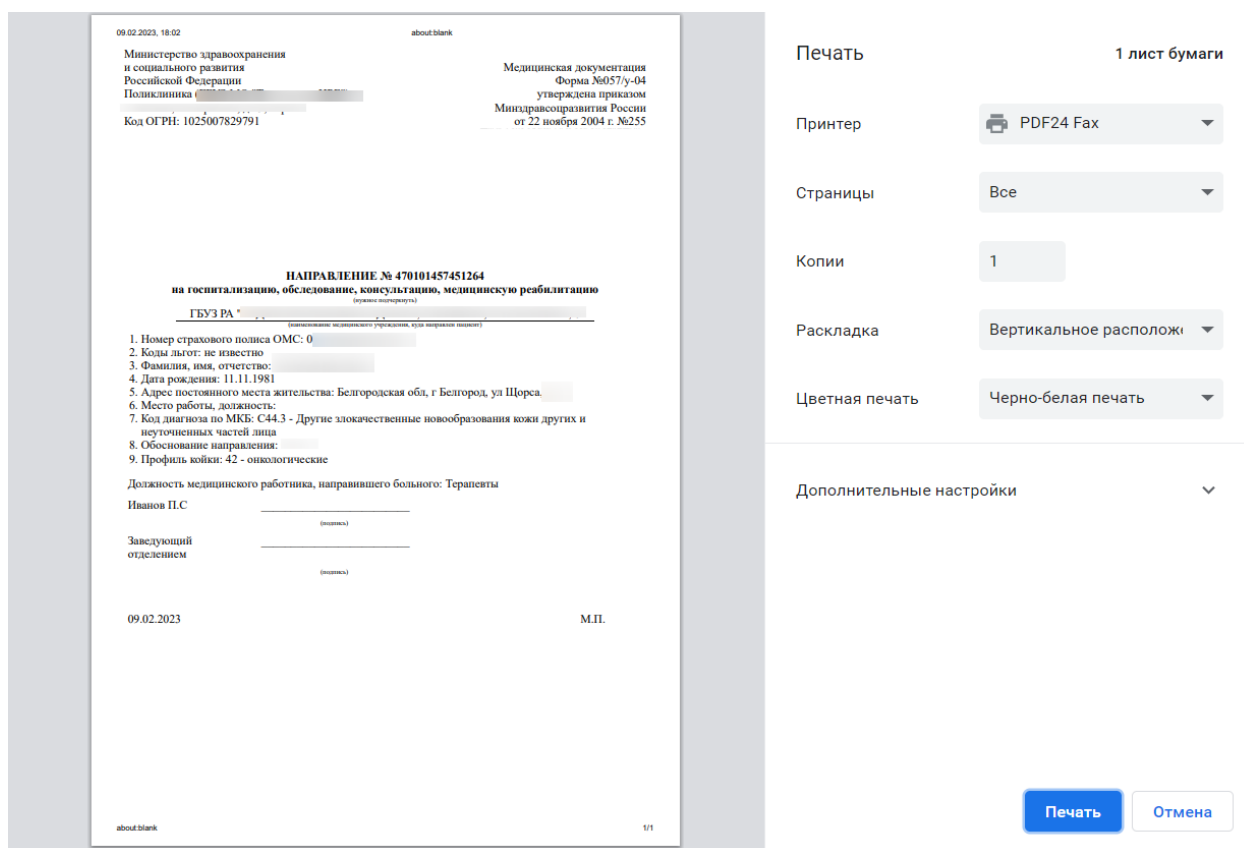 09.02.2023, 18:02 about:blank
Министерство здравоохранения
и социального развития
Российской Федерации
Поликлиника
Код ОГРН: 1025007829791
Медицинская документация
Форма №057/у-04
утверждена приказом
Минздравсоцразвития России
от 22 ноября 2004 г. №255
НАПРАВЛЕНИЕ № 470101457451264
на госпитализацию, обследование, консультацию, медицинскую реабилитацию
(нужное подчеркнуть)
ГБУЗ РА "
(наименование медицинского учреждения, куда направлен пациент)
1. Номер страхового полиса ОМС: 0
2. Коды льгот: не известно
3. Фамилия, имя, отчетство:
4. Дата рождения: 11.11.1981
5. Адрес постоянного места жительства: Белгородская обл, г Белгород, ул Щорса.
6. Место работы, должность:
7. Код диагноза по МКБ: C44.3 - Другие злокачественные новообразования кожи других и
неуточненных частей лица
8. Обоснование направления:
9. Профиль койки: 42 - онкологические
Должность медицинского работника, направившего больного: Терапевты
Иванов П.С
(подпись)
Заведующий
отделением
(подпись)
09.02.2023 М.П.
about:blank 1/1
Печать 1 лист бумаги
Принтер PDF24 Fax
Страницы Все
Копии 1
Раскладка Вертикальное располож
Цветная печать Черно-белая печать
Дополнительные настройки
Печать Отмена